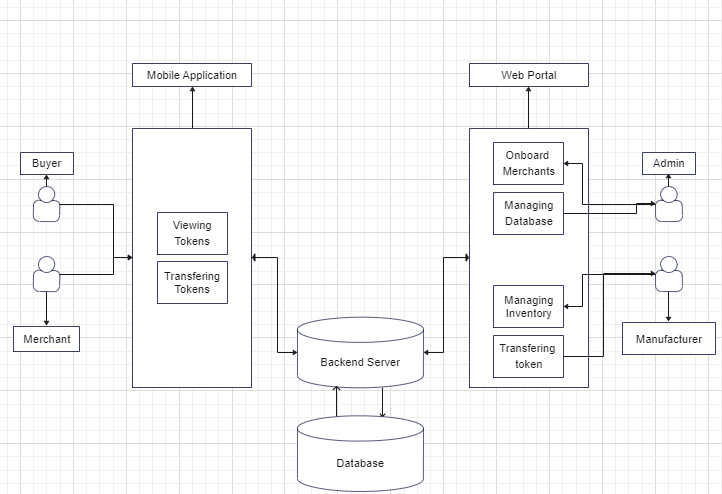 Mobile Application
Web Portal
Buyer
Merchant
Viewing
Tokens
Transfering
Tokens
Onboard
Merchants
Managing
Database
Managing
Inventory
Transfering
token
Admin
Manufacturer
Backend Server
Database